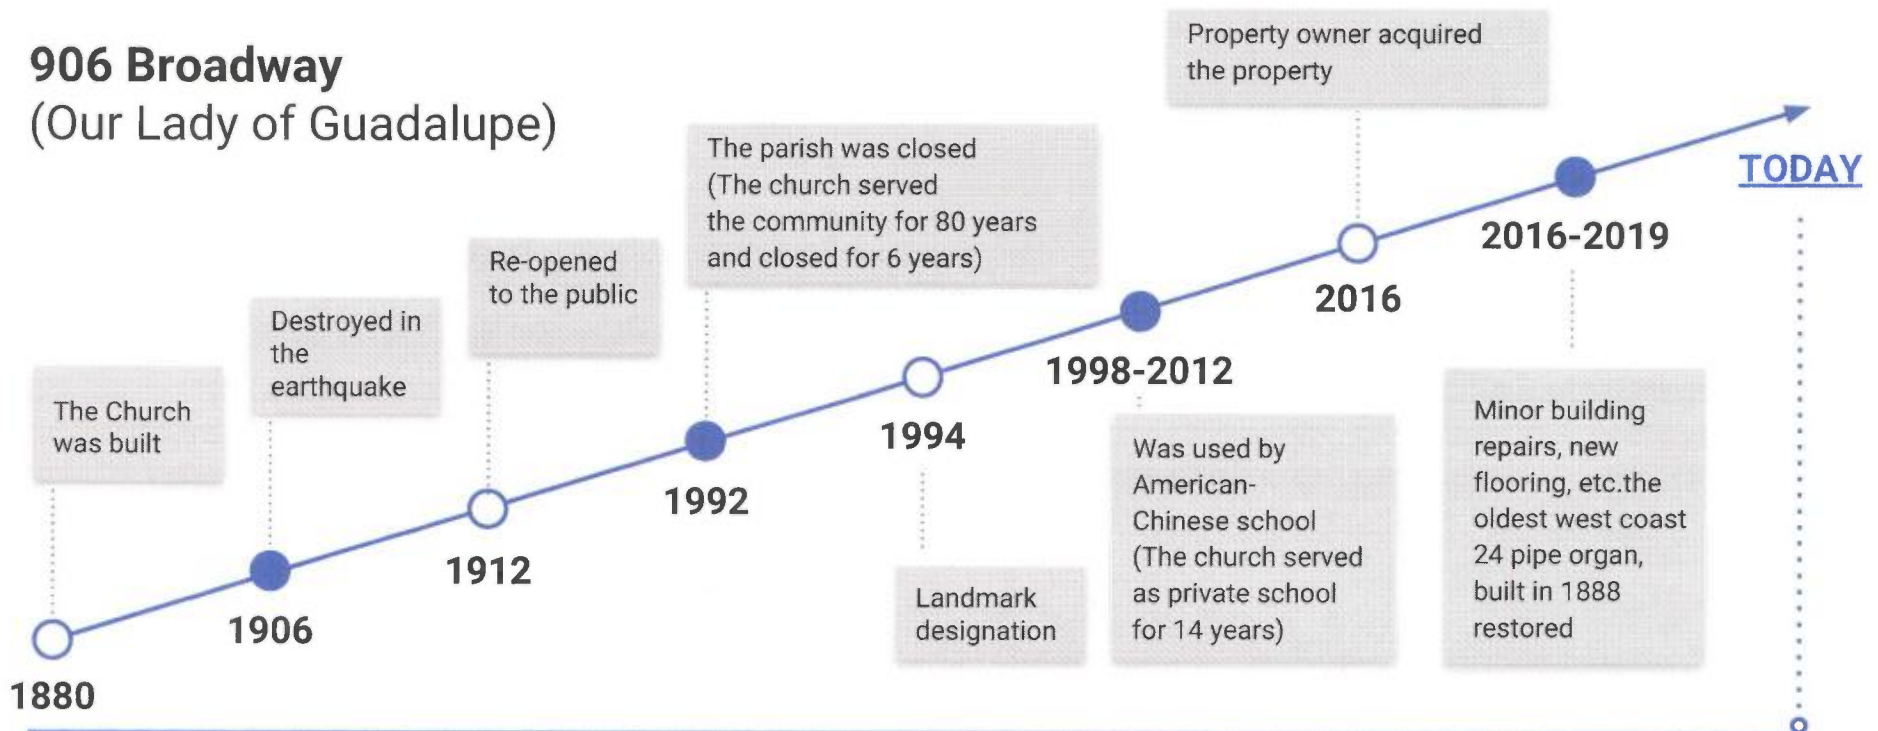 906 Broadway
(Our Lady of Guadalupe)
The Church
was built
1880
Destroyed in
the
earthquake
1906
Re-opened
to the public
1912
The parish was closed
(The church served
the community for 80 years
and closed for 6 years)
1992
1994
Landmark
designation
1998-2012
Was used by
American-
Chinese school
(The church served
as private school
for 14 years)
Property owner acquired
the property
2016
2016-2019
Minor building
repairs, new
flooring, etc.the
oldest west coast
24 pipe organ,
built in 1888
restored
TODAY